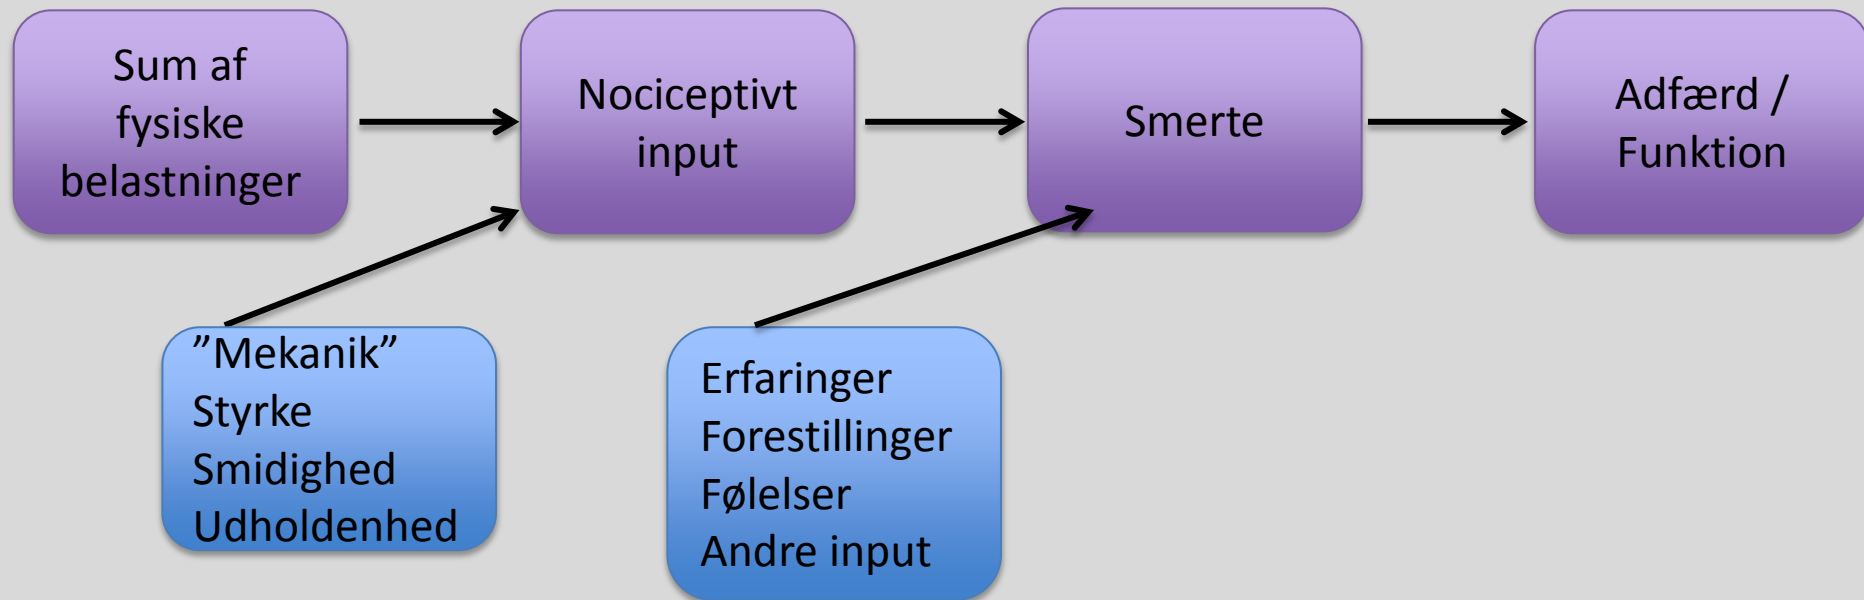 Sum af
fysiske
belastninger
Nociceptivt
input
Smerte
Adfærd /
Funktion
”Mekanik”
Styrke
Smidighed
Udholdenhed
Erfaringer
Forestillinger
Følelser
Andre input